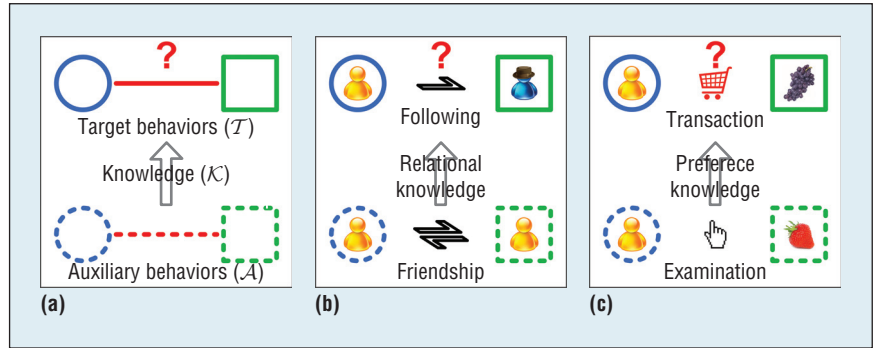 ?
Target behaviors (𝒯)
Knowledge (𝒦)
Auxiliary behaviors (𝒜)
(a)
?
Following
Relational
knowledge
Friendship
(b)
?
Transaction
Preferece
knowledge
Examination
(c)